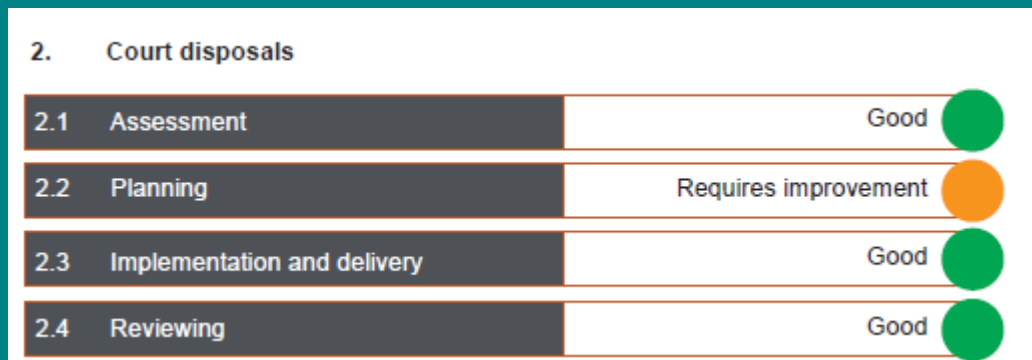 2. Court disposals
2.1 Assessment Good
2.2 Planning Requires improvement
2.3 Implementation and delivery Good
2.4 Reviewing Good